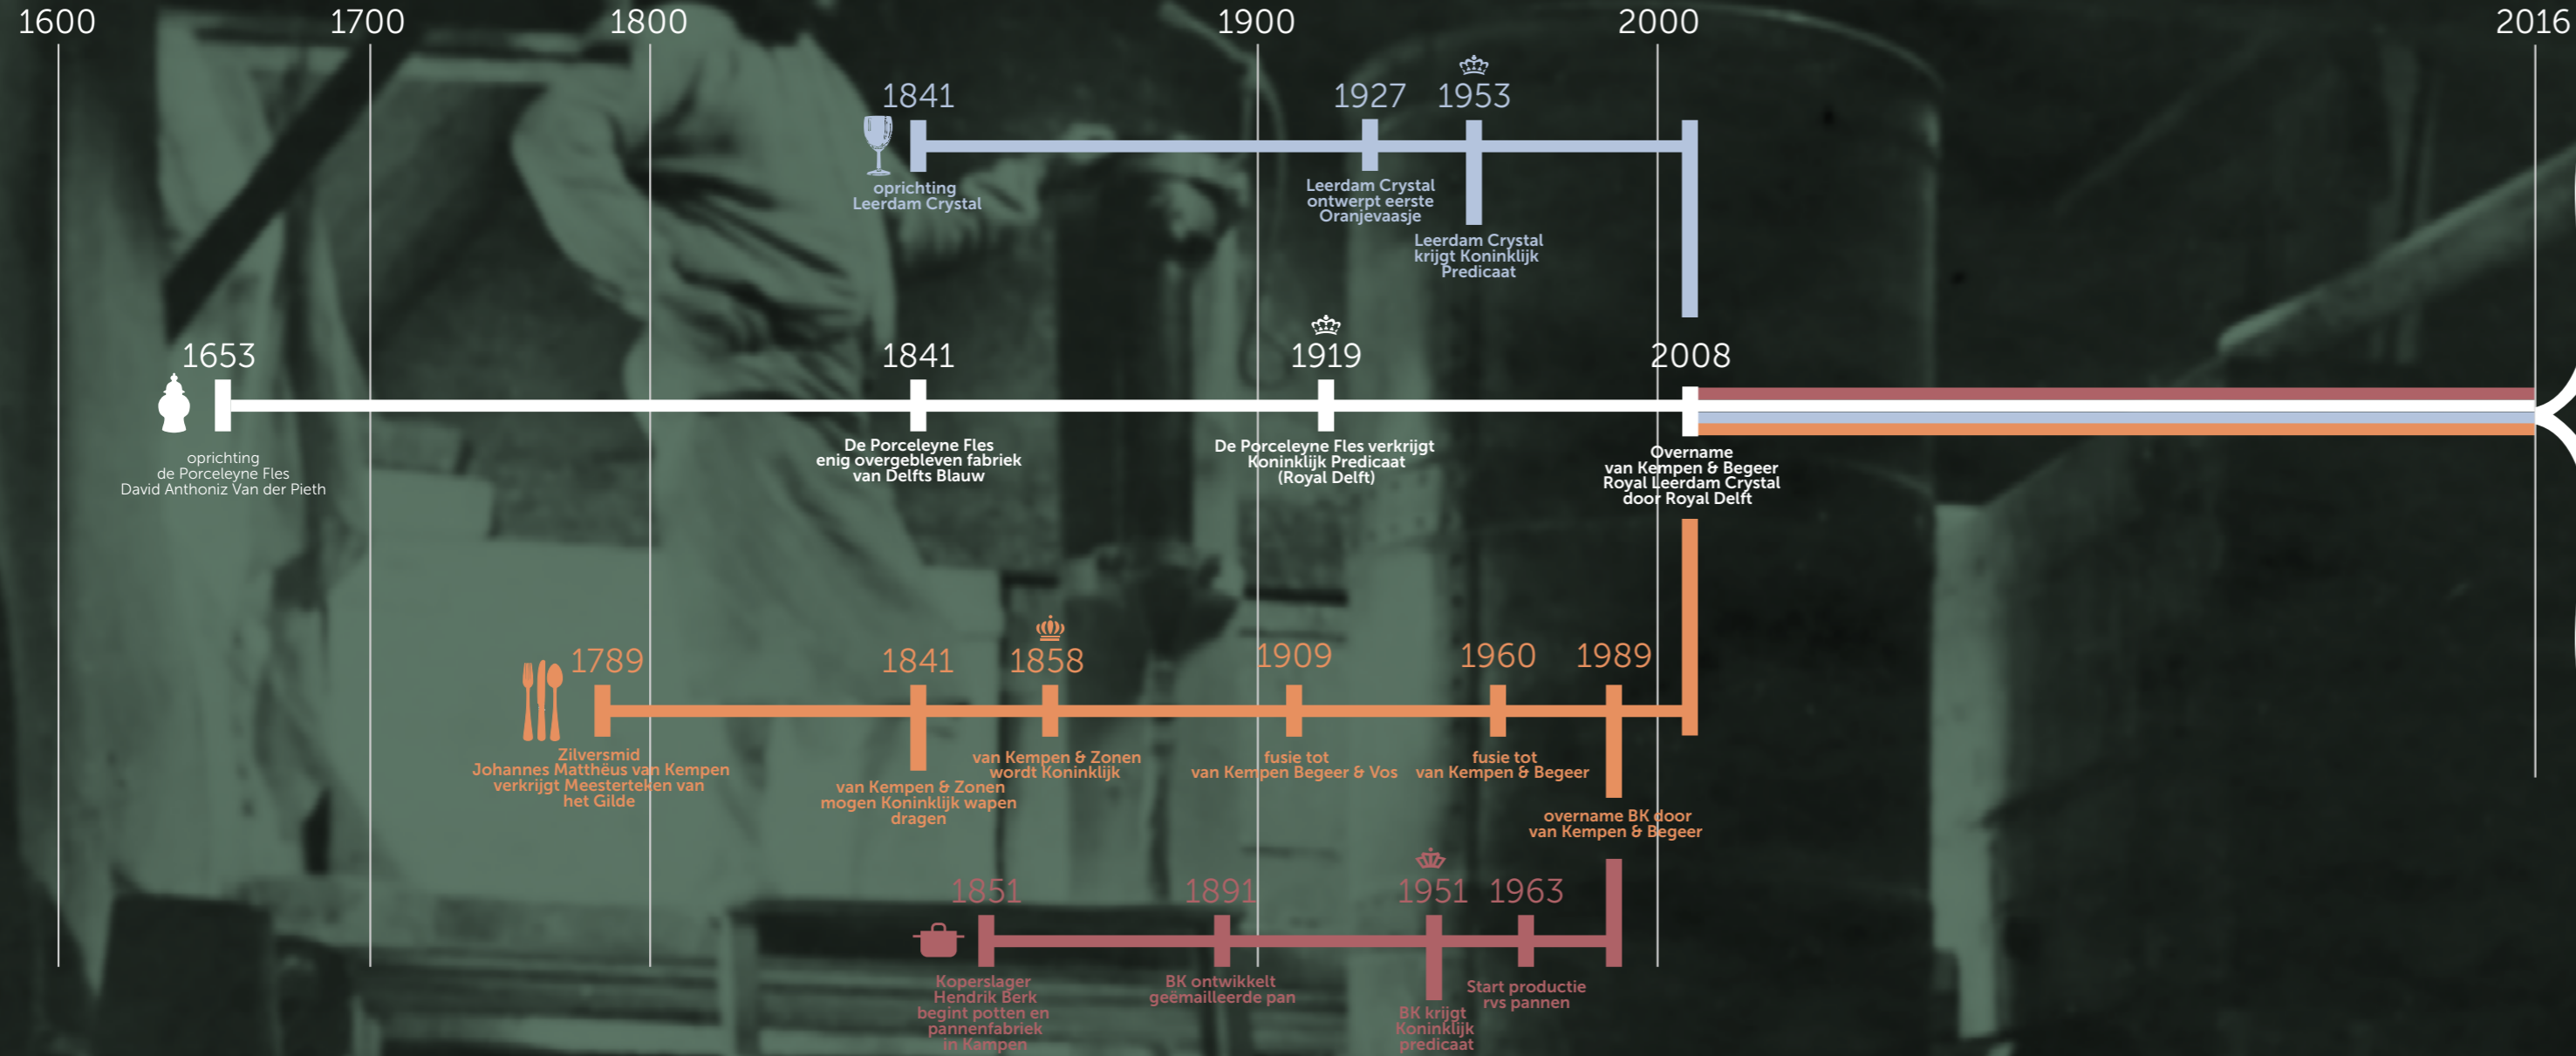 1600 1700 1800 1900 2000 2016
1841 1927 1953
oprichting
Leerdam Crystal
Leerdam Crystal
ontwerpt eerste
Oranjevaasje
Leerdam Crystal
krijgt Koninklijk
Predicaat
1653 1841 1919 2008
oprichting
de Porceleyne Fles
David Anthoniz Van der Pieth
De Porceleyne Fles
enig overgebleven fabriek
van Delfts Blauw
De Porceleyne Fles verkrijgt
Koninklijk Predicaat
(Royal Delft)
Overname
van Kempen & Begeer
Royal Leerdam Crystal
door Royal Delft
1789 1841 1858 1909 1960 1989
Zilversmid
Johannes Matthëus van Kempen
verkrijgt Meesterteken van
het Gilde
van Kempen & Zonen
mogen Koninklijk wapen
dragen
van Kempen & Zonen
wordt Koninklijk
fusie tot
van Kempen Begeer & Vos
fusie tot
van Kempen & Begeer
overname BK door
van Kempen & Begeer
1851 1891 1951 1963
Koperslager
Hendrik Berk
begint potten en
pannenfabriek
in Kampen
BK ontwikkelt
geëmailleerde pan
BK krijgt
Koninklijk
predicaat
Start productie
rvs pannen